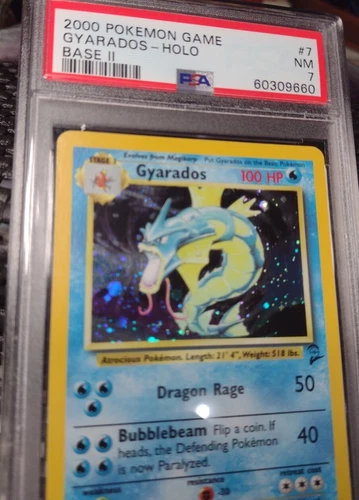 2000 POKEMON GAME #7
GYARADOS - HOLO NM
BASE II 7
PSA 60309660
STAGE 1 Evolves from Magikarp Put Gyarados on the Basic Pokémon
Gyarados 100 HP
Atrocious Pokémon. Length: 21' 4", Weight: 518 lbs.
Dragon Rage 50
Bubblebeam Flip a coin. If
heads, the Defending Pokémon 40
is now Paralyzed.
weakness resistance retreat cost
-30